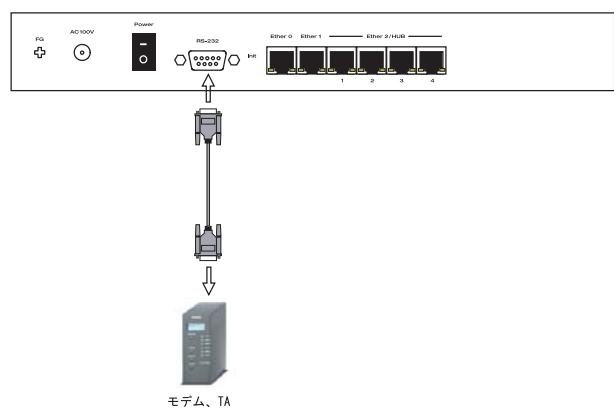 FG
AC100V
Power
RS-232
Init
Ether 0
Ether 1
Ether 2/HUB
1
2
3
4
モデム、TA